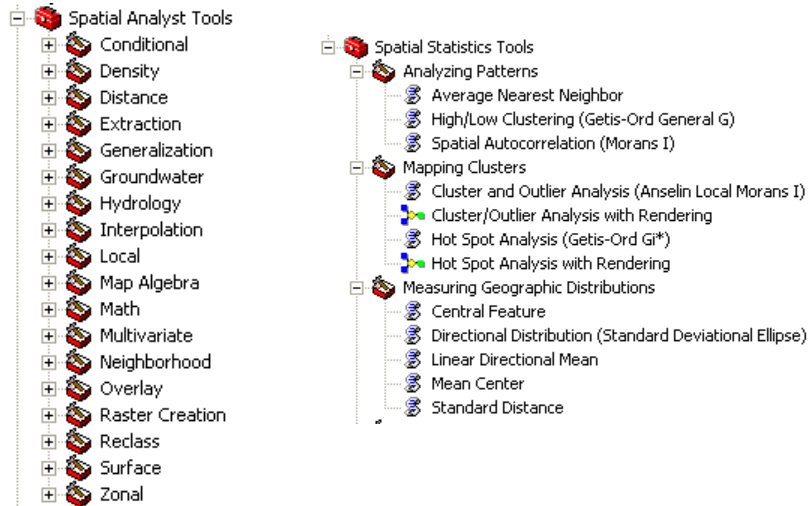 Spatial Analyst Tools
Conditional
Density
Distance
Extraction
Generalization
Groundwater
Hydrology
Interpolation
Local
Map Algebra
Math
Multivariate
Neighborhood
Overlay
Raster Creation
Reclass
Surface
Zonal
Spatial Statistics Tools
Analyzing Patterns
Average Nearest Neighbor
High/Low Clustering (Getis-Ord General G)
Spatial Autocorrelation (Morans I)
Mapping Clusters
Cluster and Outlier Analysis (Anselin Local Morans I)
Cluster/Outlier Analysis with Rendering
Hot Spot Analysis (Getis-Ord Gi*)
Hot Spot Analysis with Rendering
Measuring Geographic Distributions
Central Feature
Directional Distribution (Standard Deviational Ellipse)
Linear Directional Mean
Mean Center
Standard Distance